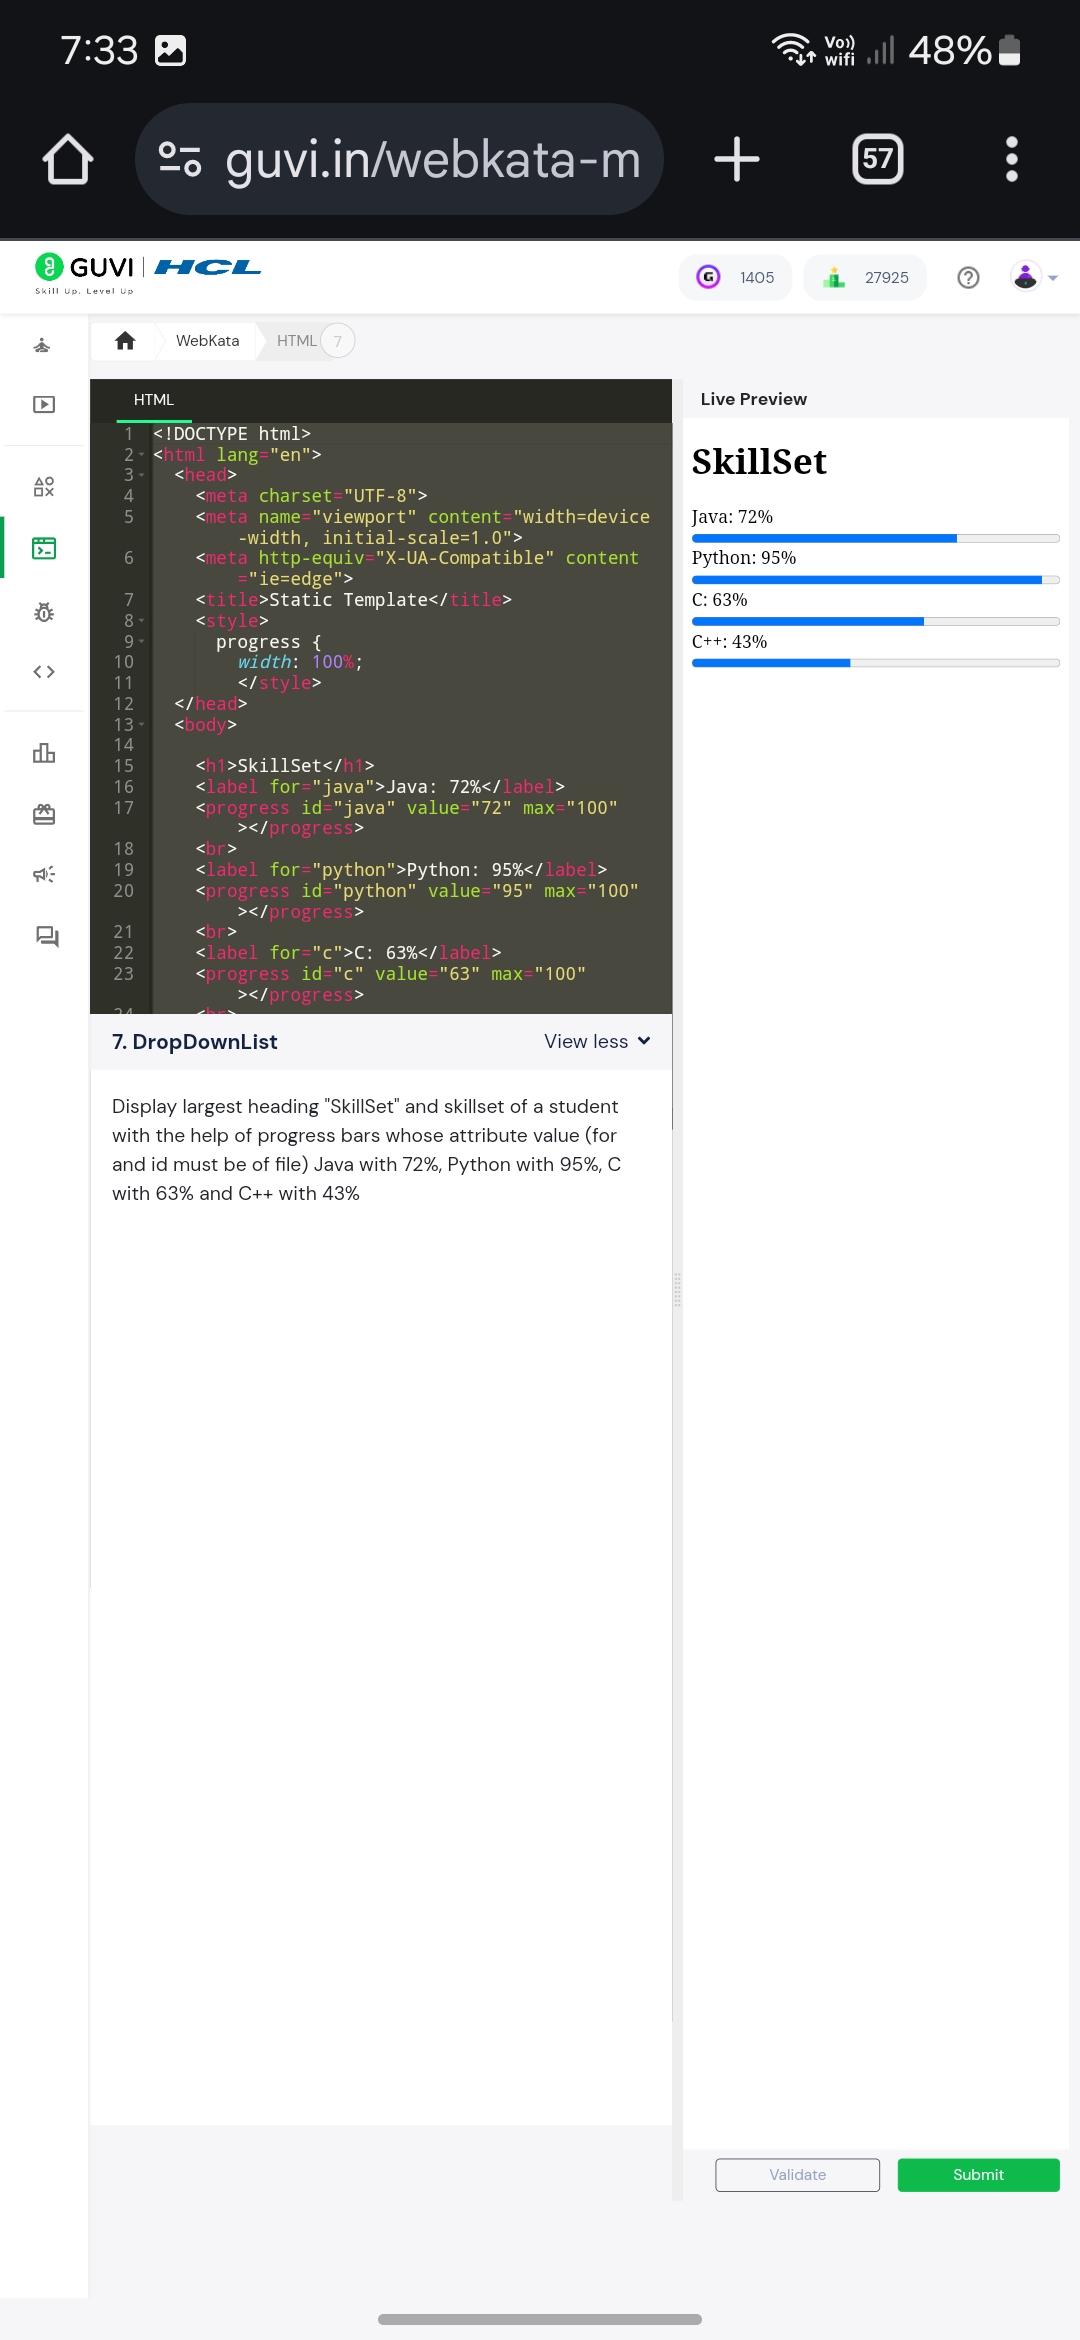 7:33
Vo))
wifi
48%
guvi.in/webkata-m
57
GUVI | HCL
Skill Up. Level Up
1405
27925
WebKata
HTML
7
HTML
1 <!DOCTYPE html>
2 <html lang="en">
3 <head>
4 <meta charset="UTF-8">
5 <meta name="viewport" content="width=device
-width, initial-scale=1.0">
6 <meta http-equiv="X-UA-Compatible" content
="ie=edge">
7 <title>Static Template</title>
8 <style>
9 progress {
10 width: 100%;
11 </style>
12 </head>
13 <body>
14
15 <h1>SkillSet</h1>
16 <label for="java">Java: 72%</label>
17 <progress id="java" value="72" max="100"
></progress>
18 <br>
19 <label for="python">Python: 95%</label>
20 <progress id="python" value="95" max="100"
></progress>
21 <br>
22 <label for="c">C: 63%</label>
23 <progress id="c" value="63" max="100"
></progress>
24 <br>
7. DropDownList
View less
Display largest heading "SkillSet" and skillset of a student
with the help of progress bars whose attribute value (for
and id must be of file) Java with 72%, Python with 95%, C
with 63% and C++ with 43%
Live Preview
SkillSet
Java: 72%
Python: 95%
C: 63%
C++: 43%
Validate
Submit